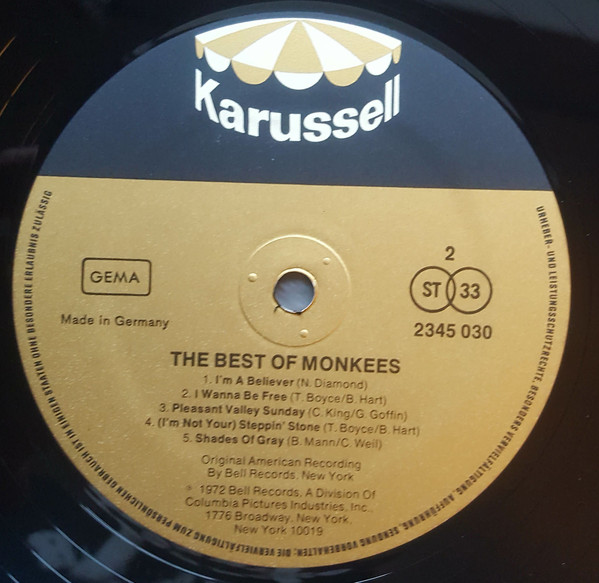 Karussell
GEMA
Made in Germany
2
ST 33
2345 030
THE BEST OF MONKEES
1. I'm A Believer (N. Diamond)
2. I Wanna Be Free (T. Boyce/B. Hart)
3. Pleasant Valley Sunday (C. King/G. Goffin)
4. (I'm Not Your) Steppin' Stone (T. Boyce/B. Hart)
5. Shades Of Gray (B. Mann/C. Weil)
Original American Recording
By Bell Records, New York
℗ 1972 Bell Records, A Division Of
Columbia Pictures Industries, Inc.,
1776 Broadway, New York,
New York 10019
URHEBER- UND LEISTUNGSSCHUTZRECHTE, BESONDERS VERVIELFÄLTIGUNG, AUFFÜHRUNG, SENDUNG VORBEHALTEN: DIE VERVIELFÄLTIGUNG ZUM PERSÖNLICHEN GEBRAUCH IST IN EINIGEN STAATEN OHNE BESONDERE ERLAUBNIS ZULÄSSIG